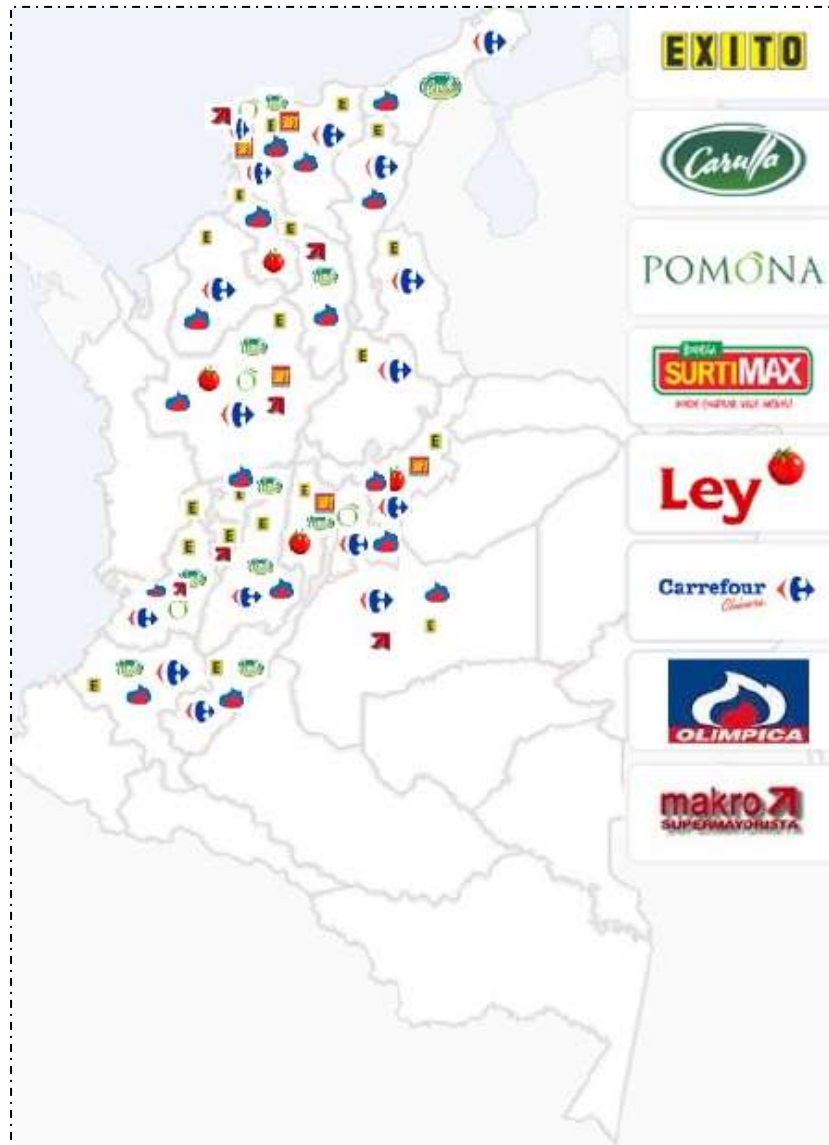 EXITO
Carulla
POMONA
SURTIMAX
Ley
Carrefour
OLIMPICA
makro
SUPERMAYORISTA